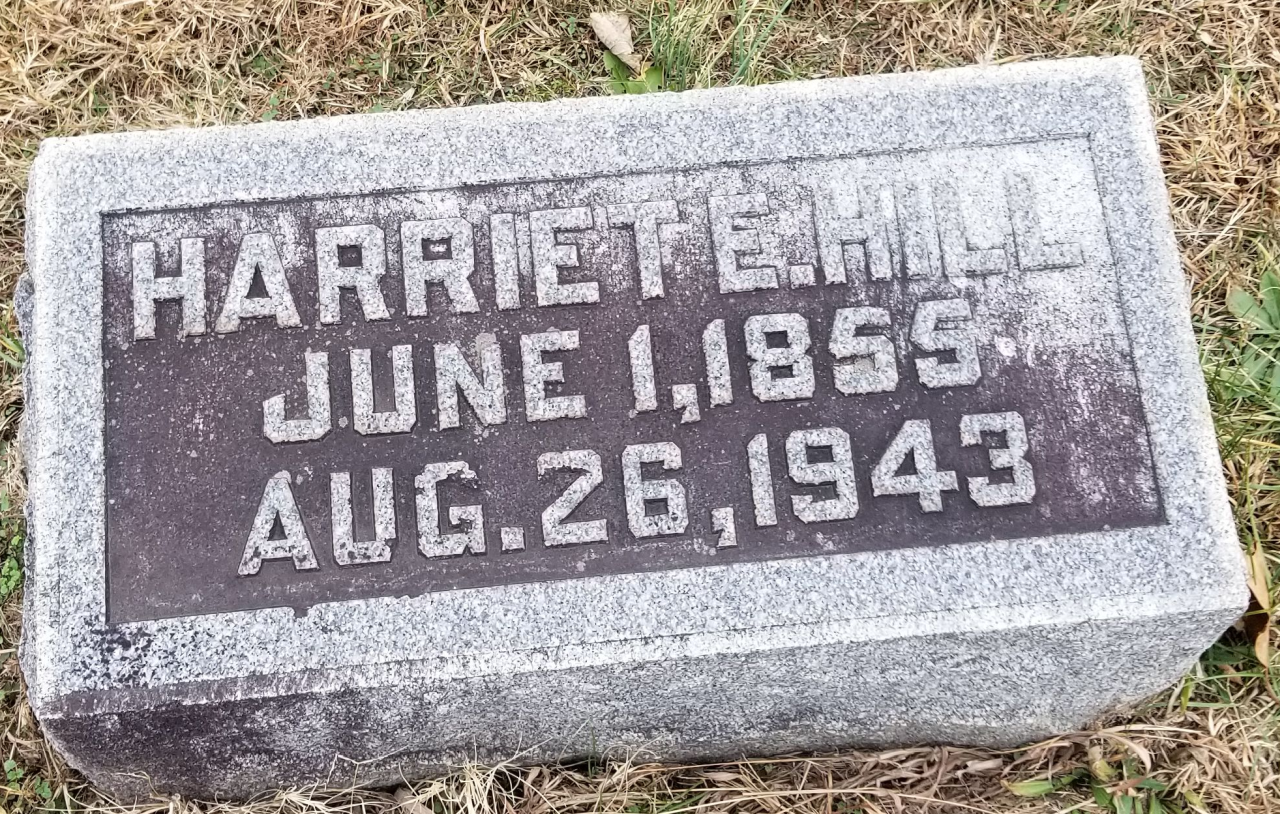 HARRIET E. HILL
JUNE 1, 1855
AUG. 26, 1943